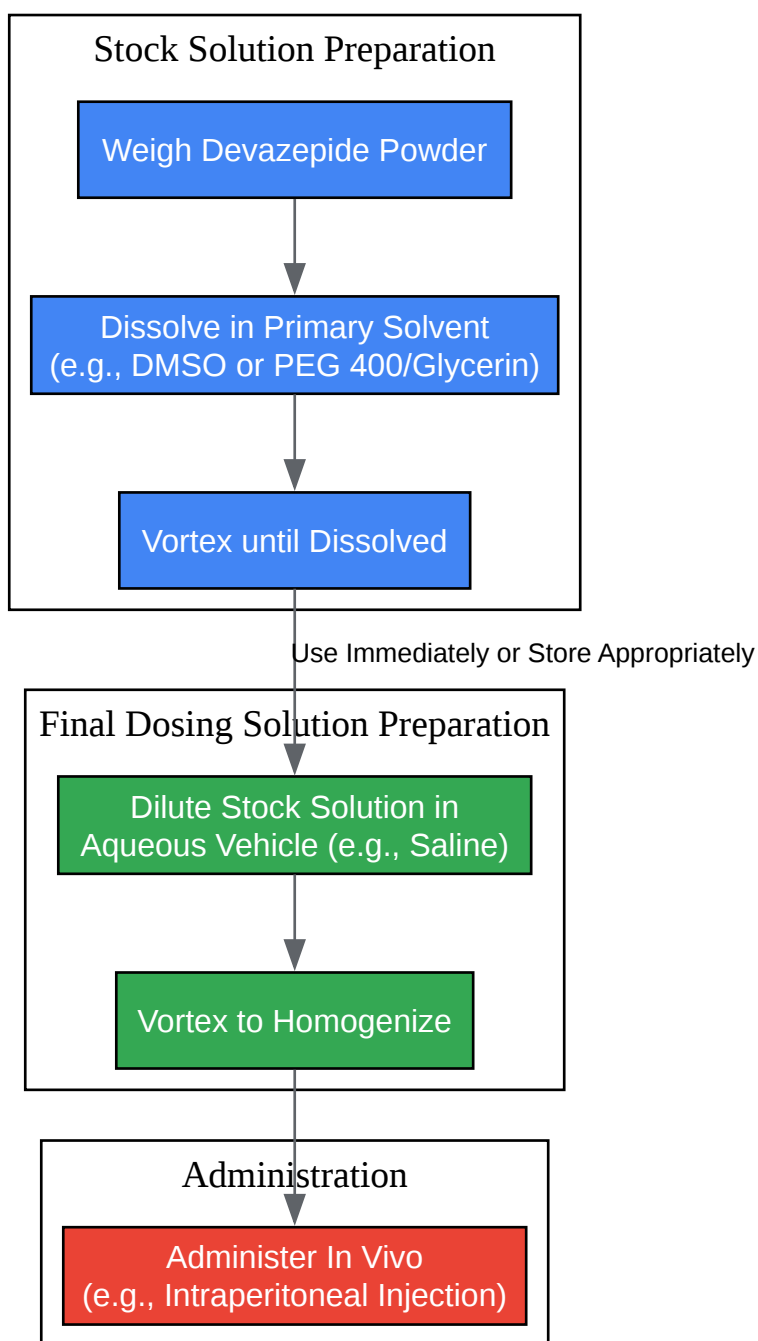 Stock Solution Preparation
Weigh Devazepide Powder
Dissolve in Primary Solvent
(e.g., DMSO or PEG 400/Glycerin)
Vortex until Dissolved
Use Immediately or Store Appropriately
Final Dosing Solution Preparation
Dilute Stock Solution in
Aqueous Vehicle (e.g., Saline)
Vortex to Homogenize
Administration
Administer In Vivo
(e.g., Intraperitoneal Injection)